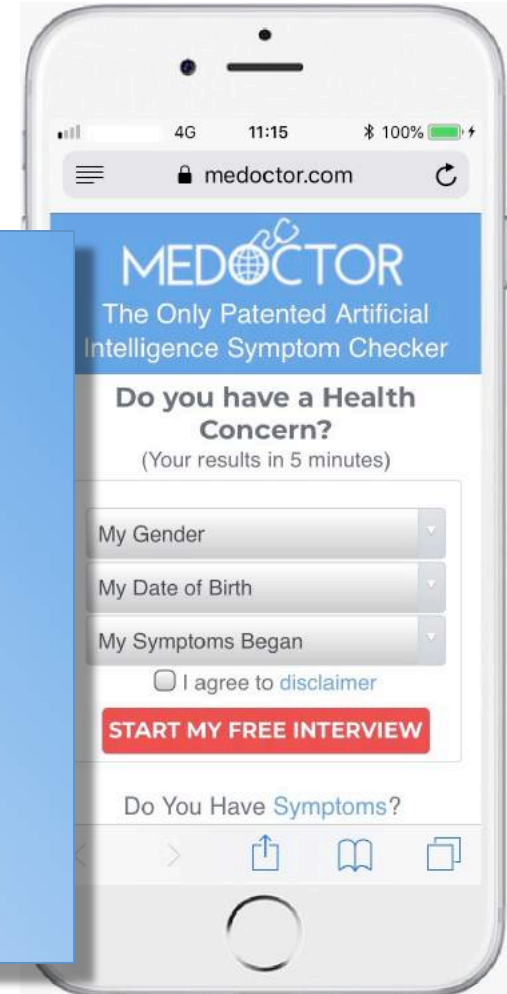 4G 11:15 100%
medoctor.com
MEDOCTOR
The Only Patented Artificial
Intelligence Symptom Checker
Do you have a Health
Concern?
(Your results in 5 minutes)
My Gender
My Date of Birth
My Symptoms Began
I agree to disclaimer
START MY FREE INTERVIEW
Do You Have Symptoms?